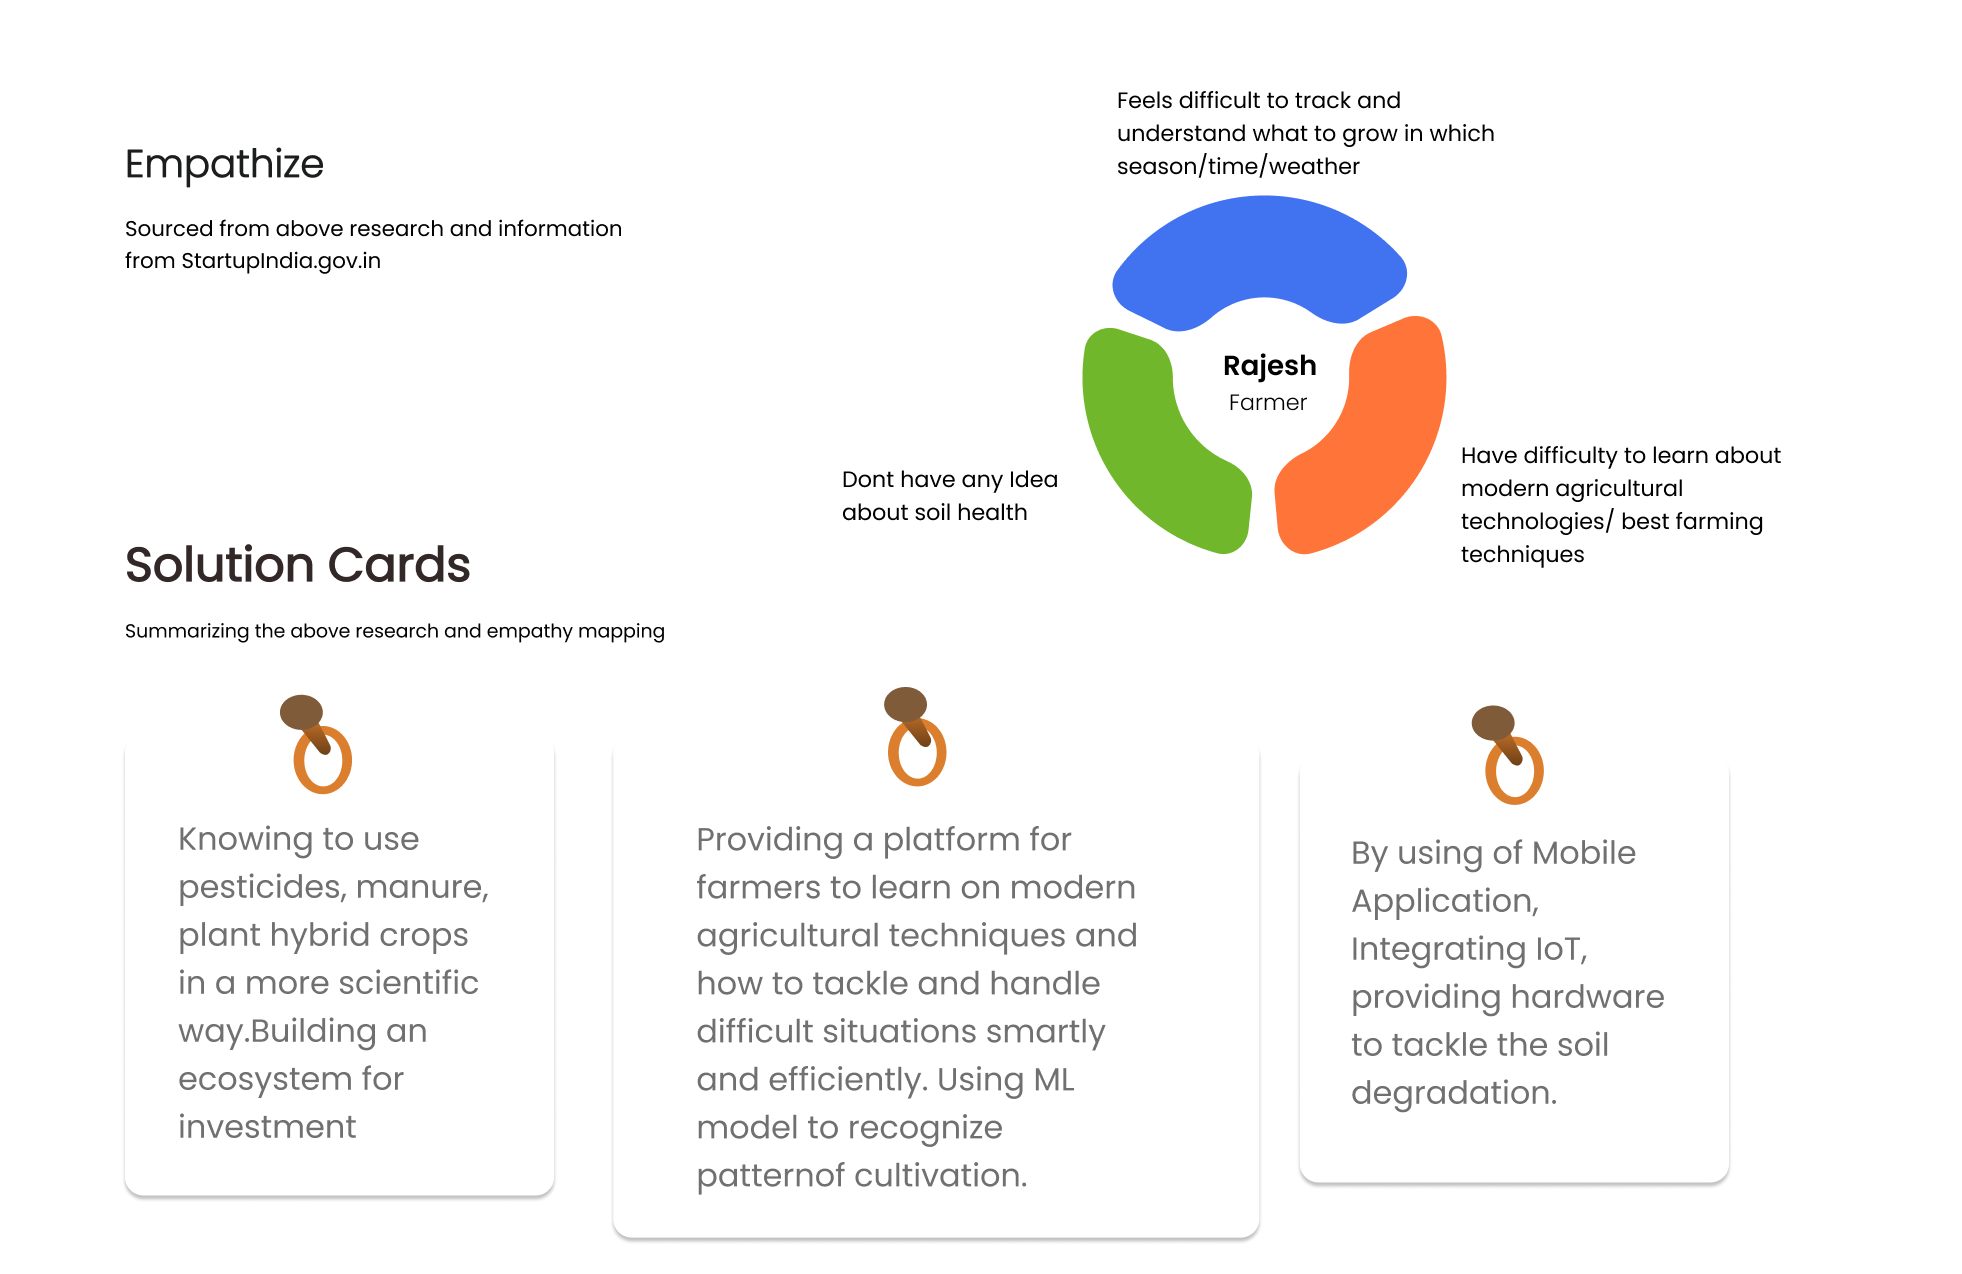 Empathize
Sourced from above research and information
from StartupIndia.gov.in
Feels difficult to track and
understand what to grow in which
season/time/weather
Rajesh
Farmer
Dont have any Idea
about soil health
Have difficulty to learn about
modern agricultural
technologies/ best farming
techniques
Solution Cards
Summarizing the above research and empathy mapping
Knowing to use
pesticides, manure,
plant hybrid crops
in a more scientific
way.Building an
ecosystem for
investment
Providing a platform for
farmers to learn on modern
agricultural techniques and
how to tackle and handle
difficult situations smartly
and efficiently. Using ML
model to recognize
patternof cultivation.
By using of Mobile
Application,
Integrating IoT,
providing hardware
to tackle the soil
degradation.